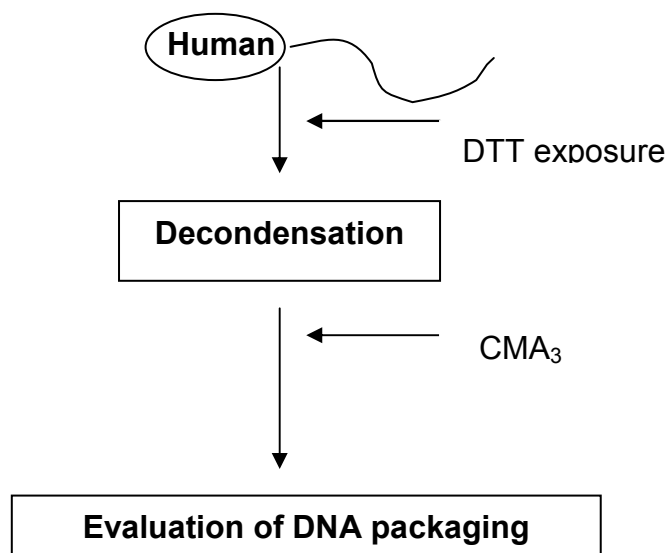 Human
DTT exposure
Decondensation
CMA₃
Evaluation of DNA packaging